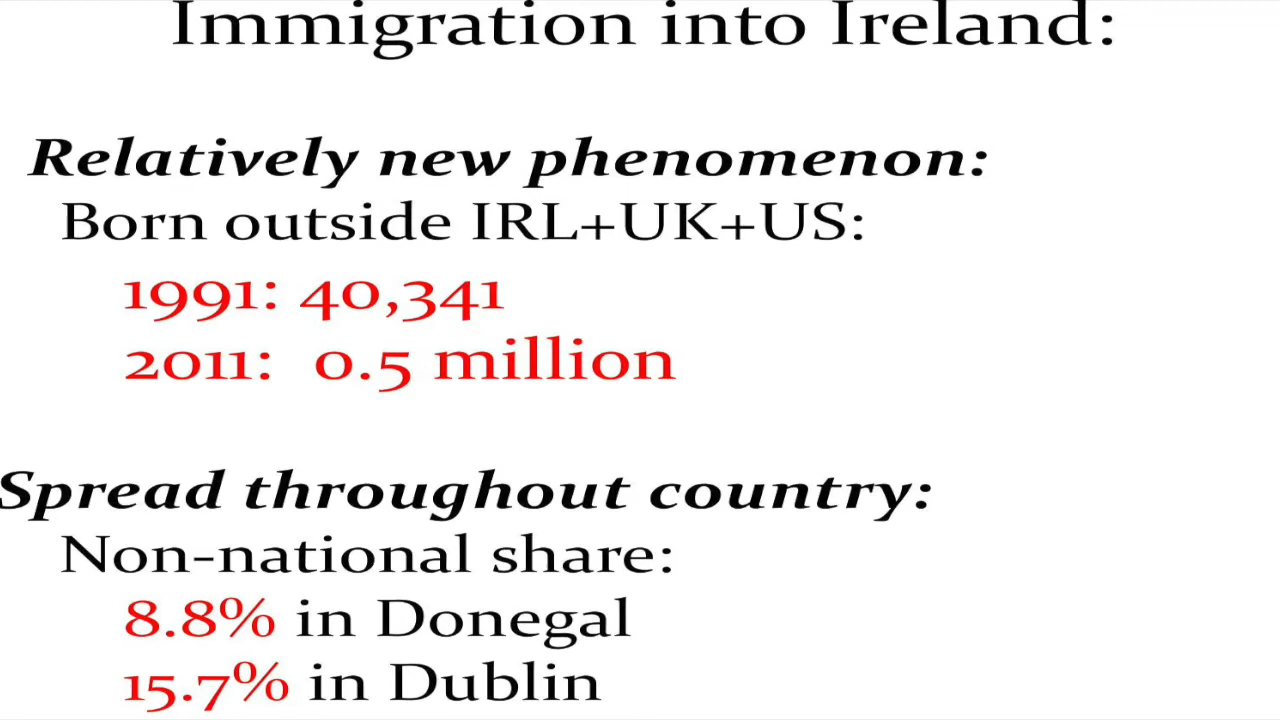 Immigration into Ireland:
Relatively new phenomenon:
Born outside IRL+UK+US:
1991: 40,341
2011: 0.5 million
Spread throughout country:
Non-national share:
8.8% in Donegal
15.7% in Dublin